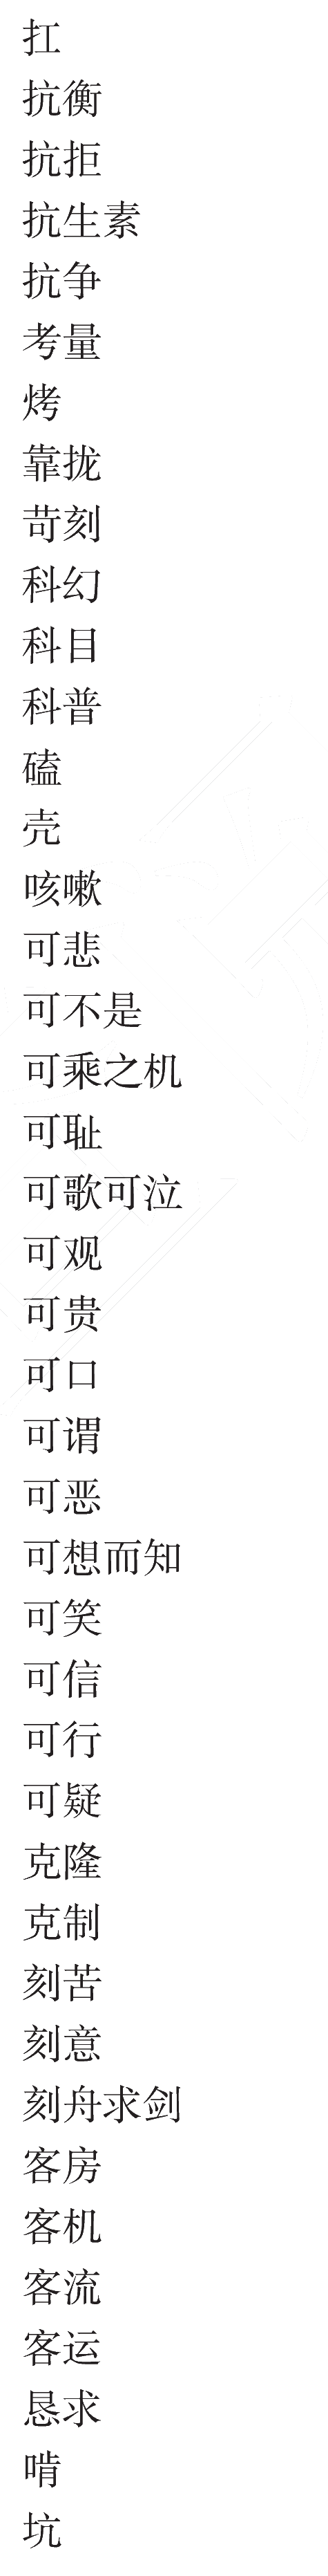 扛
抗衡
抗拒
抗生素
抗争
考量
烤
靠拢
苛刻
科幻
科目
科普
磕
壳
咳嗽
可悲
可不是
可乘之机
可耻
可歌可泣
可观
可贵
可口
可谓
可恶
可想而知
可笑
可信
可行
可疑
克隆
克制
刻苦
刻意
刻舟求剑
客房
客机
客流
客运
恳求
啃
坑